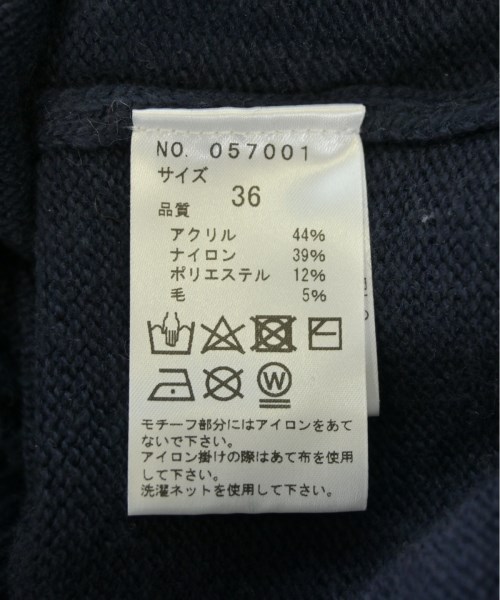 NO. 057001
サイズ
36
品質
アクリル 44%
ナイロン 39%
ポリエステル 12%
毛 5%
W
モチーフ部分にはアイロンをあて
ないで下さい。
アイロン掛けの際はあて布を使用
して下さい。
洗濯ネットを使用して下さい。